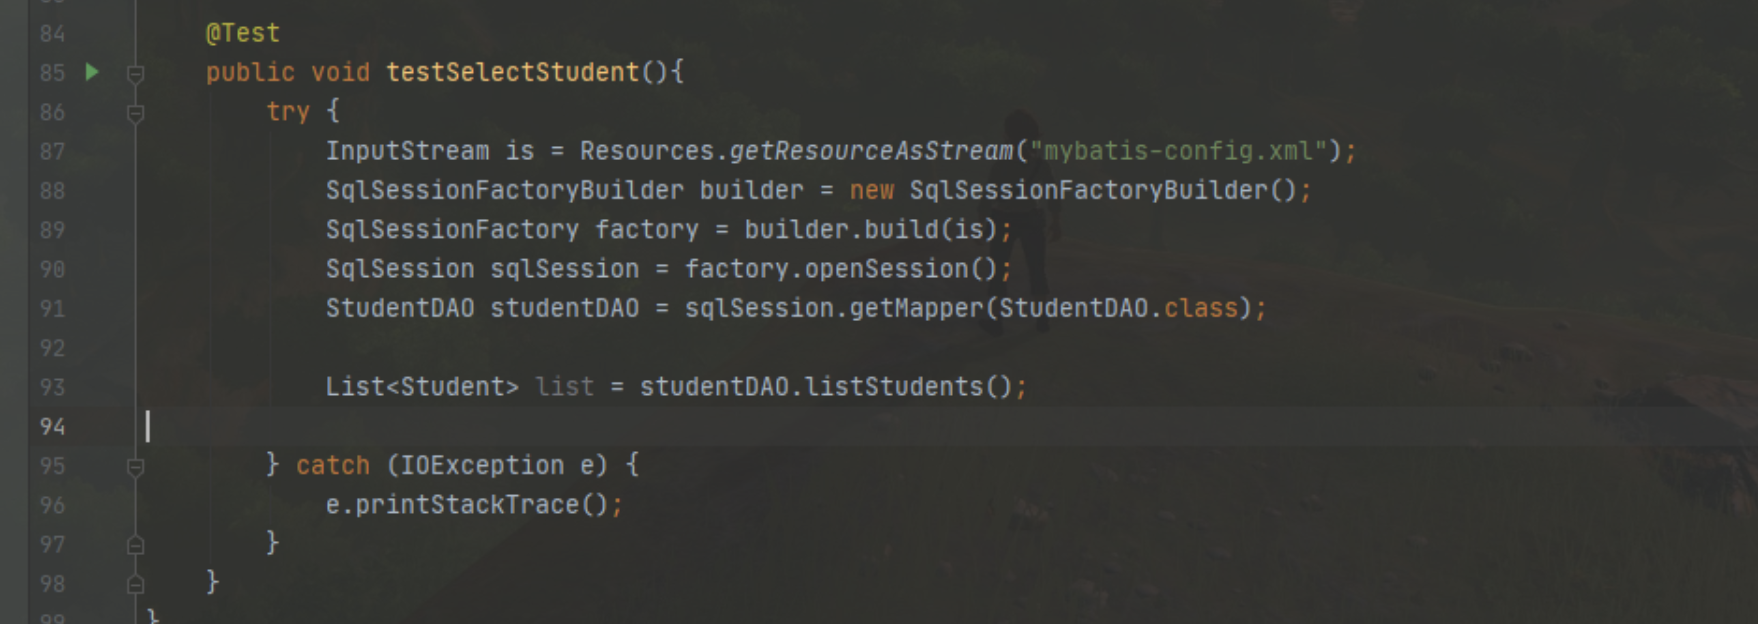 84 @Test
85 public void testSelectStudent(){
86 try {
87 InputStream is = Resources.getResourceAsStream("mybatis-config.xml");
88 SqlSessionFactoryBuilder builder = new SqlSessionFactoryBuilder();
89 SqlSessionFactory factory = builder.build(is);
90 SqlSession sqlSession = factory.openSession();
91 StudentDAO studentDAO = sqlSession.getMapper(StudentDAO.class);
92
93 List<Student> list = studentDAO.listStudents();
94
95 } catch (IOException e) {
96 e.printStackTrace();
97 }
98 }
99 }